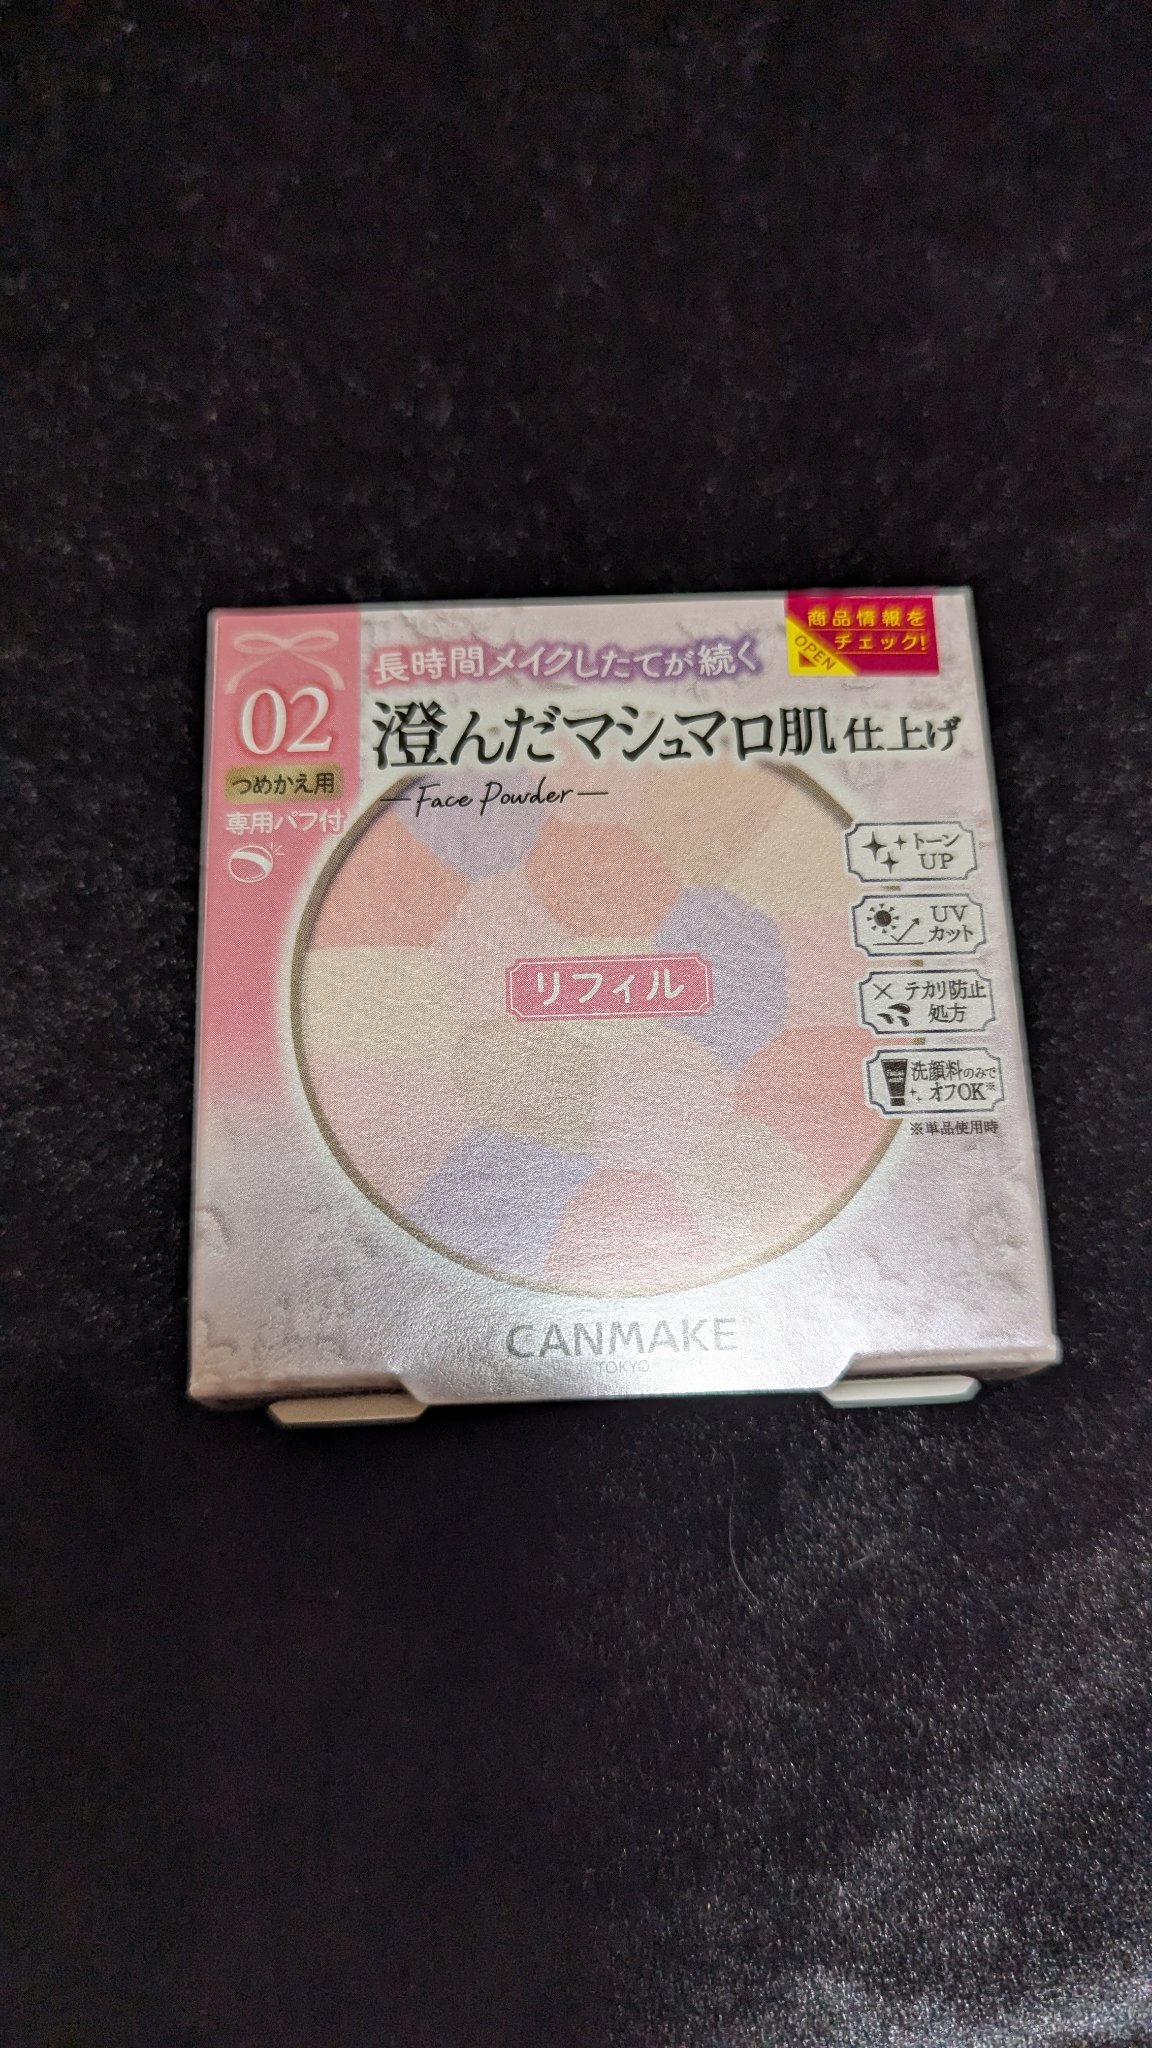 商品情報を
チェック!
OPEN
02
つめかえ用
専用パフ付
長時間メイクしたてが続く
澄んだマシュマロ肌仕上げ
Face Powder
リフィル
トーン
UP
UV
カット
テカリ防止
処方
洗顔料のみで
オフOK※
※単品使用時
CANMAKE
TOKYO